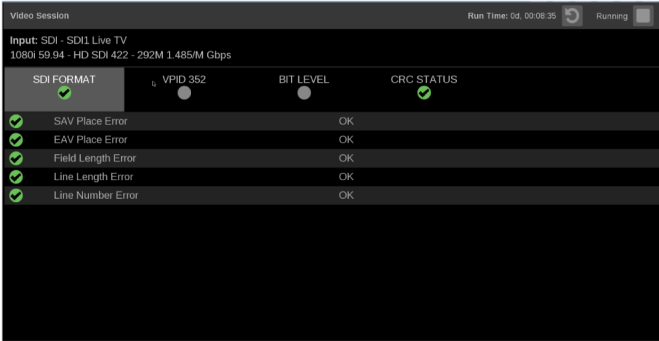 Video Session
Run Time: 0d, 00:08:35
Running
Input: SDI - SDI1 Live TV
1080i 59.94 - HD SDI 422 - 292M 1.485/M Gbps
SDI FORMAT
VPID 352
BIT LEVEL
CRC STATUS
SAV Place Error OK
EAV Place Error OK
Field Length Error OK
Line Length Error OK
Line Number Error OK